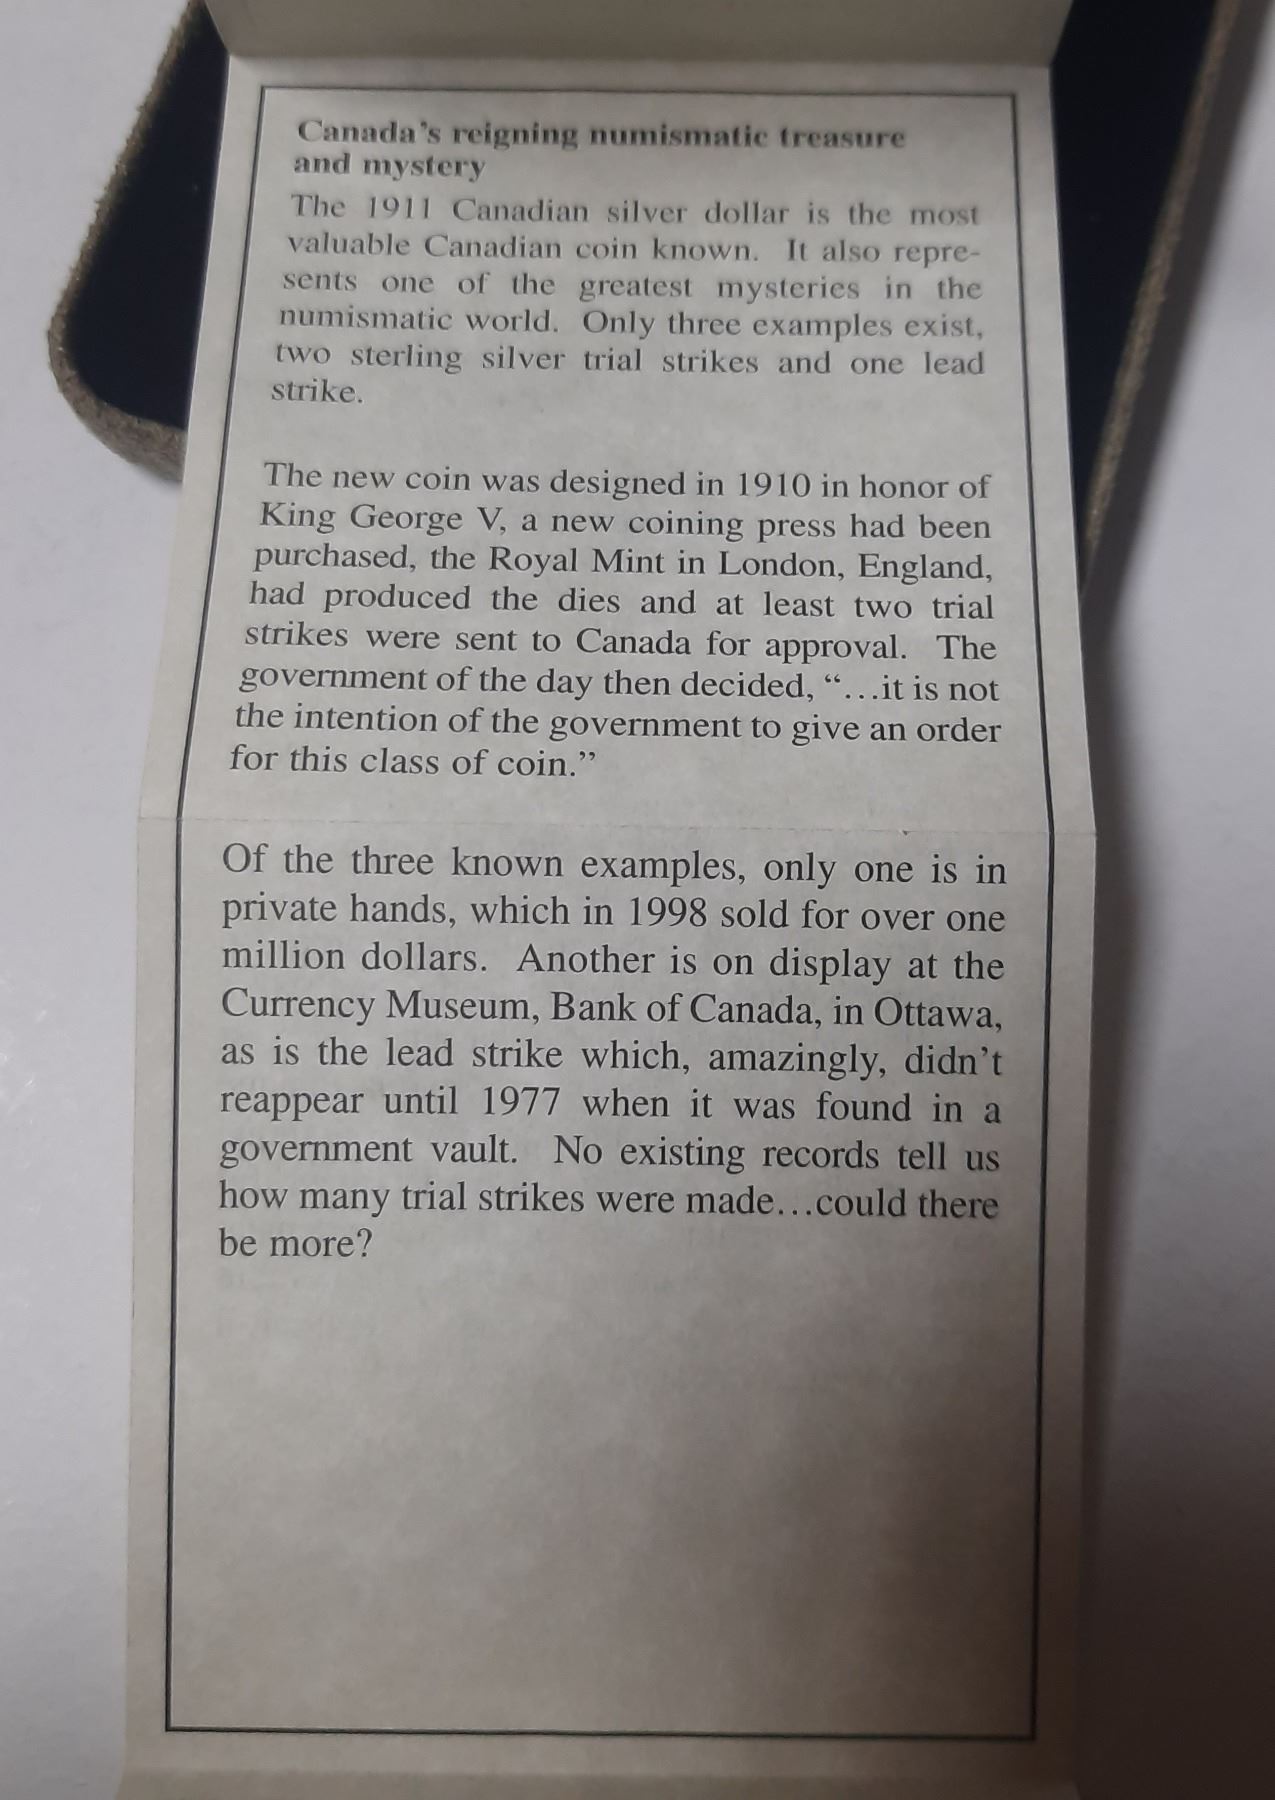 Canada's reigning numismatic treasure
and mystery
The 1911 Canadian silver dollar is the most
valuable Canadian coin known. It also repre-
sents one of the greatest mysteries in the
numismatic world. Only three examples exist,
two sterling silver trial strikes and one lead
strike.
The new coin was designed in 1910 in honor of
King George V, a new coining press had been
purchased, the Royal Mint in London, England,
had produced the dies and at least two trial
strikes were sent to Canada for approval. The
government of the day then decided, “…it is not
the intention of the government to give an order
for this class of coin.”
Of the three known examples, only one is in
private hands, which in 1998 sold for over one
million dollars. Another is on display at the
Currency Museum, Bank of Canada, in Ottawa,
as is the lead strike which, amazingly, didn't
reappear until 1977 when it was found in a
government vault. No existing records tell us
how many trial strikes were made…could there
be more?